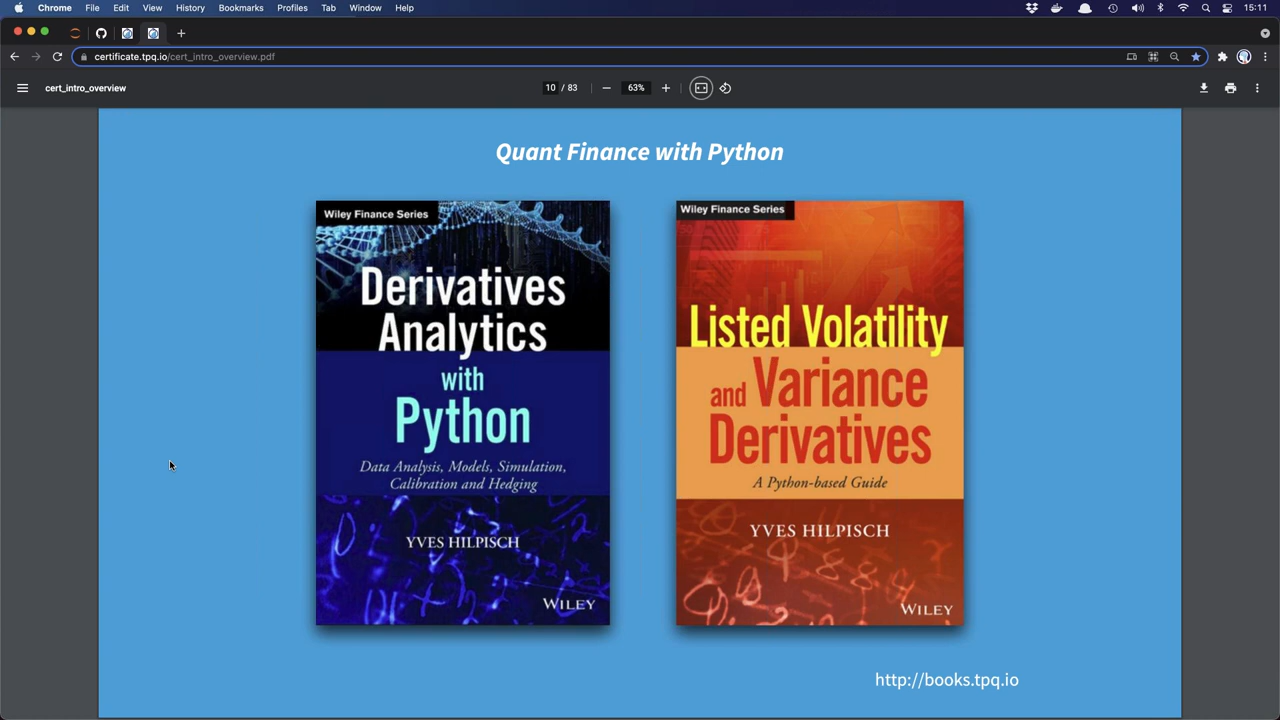 Chrome File Edit View History Bookmarks Profiles Tab Window Help 15:11
certificate.tpq.io/cert_intro_overview.pdf
cert_intro_overview 10 / 83 63%
Quant Finance with Python
Wiley Finance Series
Derivatives
Analytics
with
Python
Data Analysis, Models, Simulation,
Calibration and Hedging
YVES HILPISCH
WILEY
Wiley Finance Series
Listed Volatility
and Variance
Derivatives
A Python-based Guide
YVES HILPISCH
WILEY
http://books.tpq.io